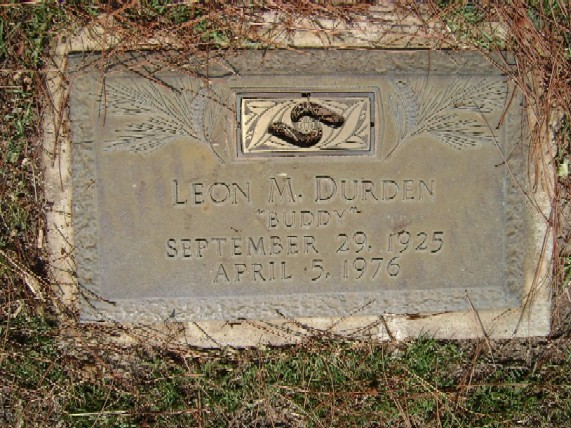 LEON M. DURDEN
"BUDDY"
SEPTEMBER 29, 1925
APRIL 5, 1976